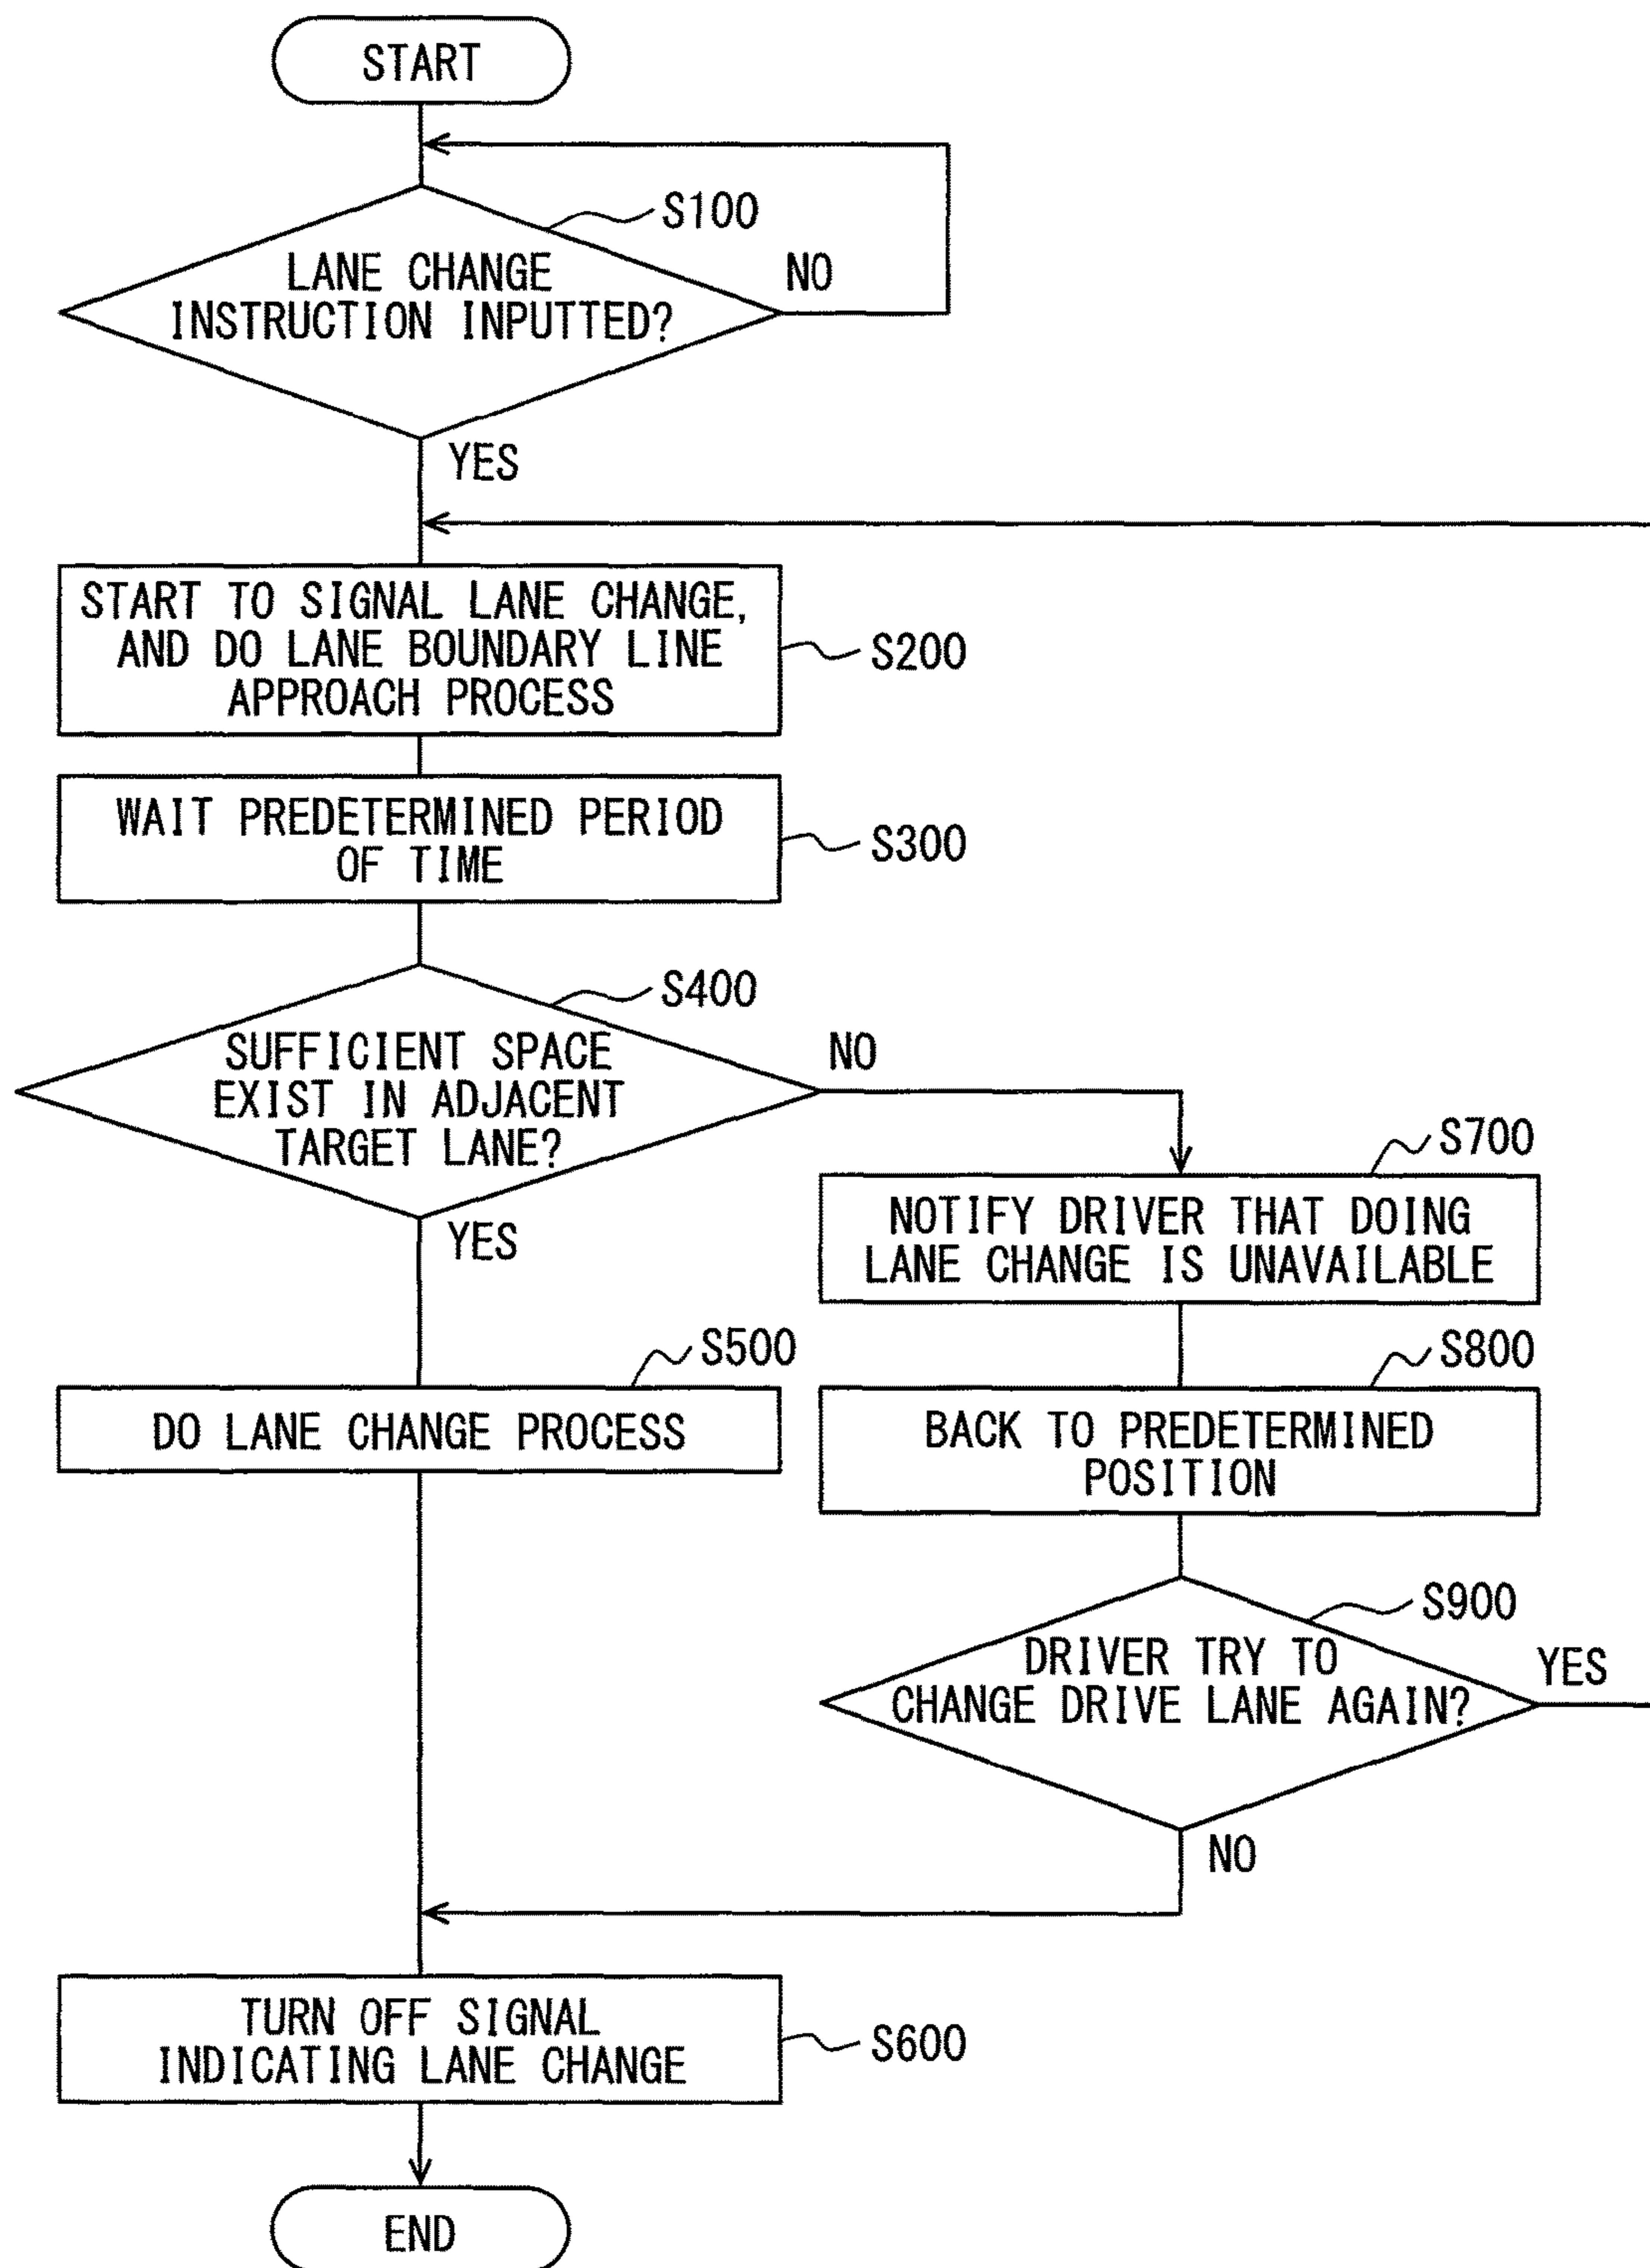 START
S100
LANE CHANGE
INSTRUCTION INPUTTED?
NO
YES
START TO SIGNAL LANE CHANGE,
AND DO LANE BOUNDARY LINE
APPROACH PROCESS
S200
WAIT PREDETERMINED PERIOD
OF TIME
S300
S400
SUFFICIENT SPACE
EXIST IN ADJACENT
TARGET LANE?
NO
YES
S700
NOTIFY DRIVER THAT DOING
LANE CHANGE IS UNAVAILABLE
S500
DO LANE CHANGE PROCESS
S800
BACK TO PREDETERMINED
POSITION
S900
DRIVER TRY TO
CHANGE DRIVE LANE AGAIN?
YES
NO
TURN OFF SIGNAL
INDICATING LANE CHANGE
S600
END